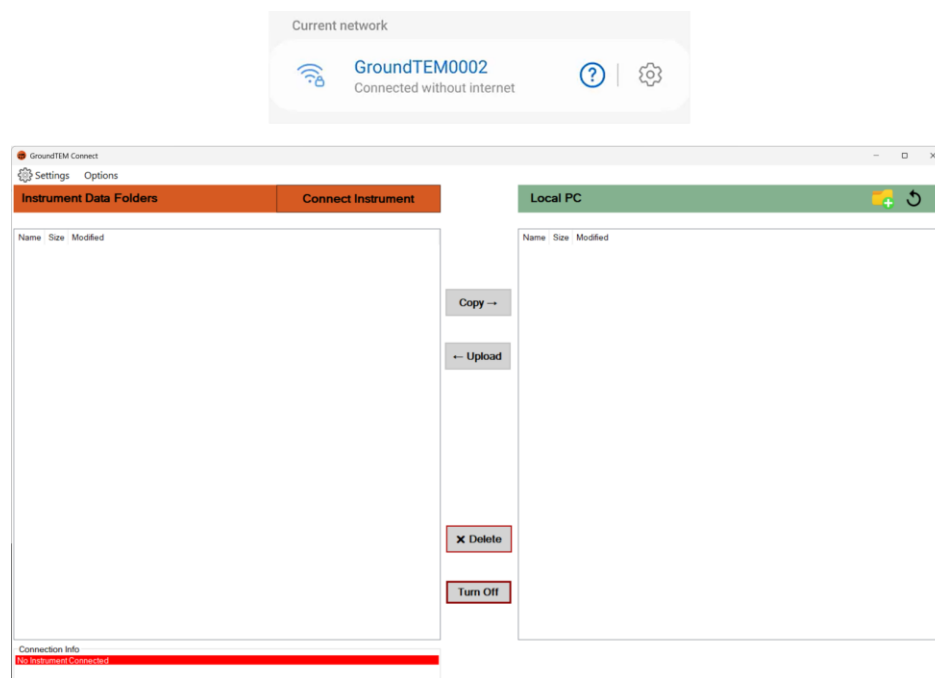 Current network
GroundTEM0002
Connected without internet
GroundTEM Connect
Settings Options
Instrument Data Folders Connect Instrument Local PC
Name Size Modified Name Size Modified
Copy →
← Upload
✕ Delete
Turn Off
Connection Info
No Instrument Connected